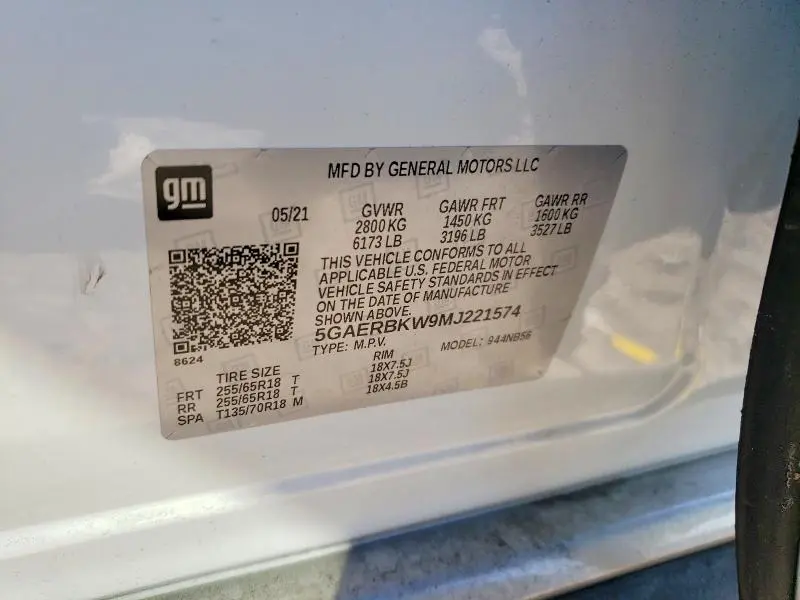 gm
MFD BY GENERAL MOTORS LLC
05/21 GVWR GAWR FRT GAWR RR
2800 KG 1450 KG 1600 KG
6173 LB 3196 LB 3527 LB
THIS VEHICLE CONFORMS TO ALL
APPLICABLE U.S. FEDERAL MOTOR
VEHICLE SAFETY STANDARDS IN EFFECT
ON THE DATE OF MANUFACTURE
SHOWN ABOVE.
5GAERBKW9MJ221574
TYPE: M.P.V. MODEL: 944NB56
8624
TIRE SIZE RIM
FRT 255/65R18 T 18X7.5J
RR 255/65R18 T 18X7.5J
SPA T135/70R18 M 18X4.5B